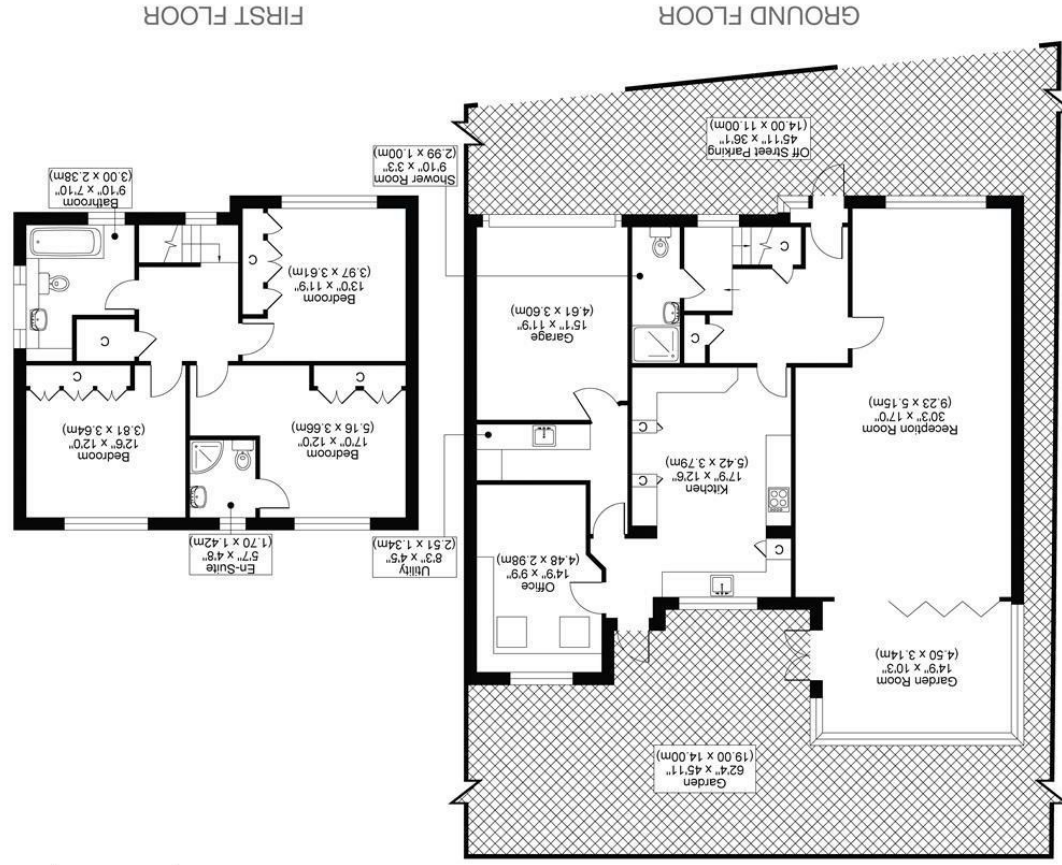 Garden
62'4" x 45'11"
(19.00 x 14.00m)
Garden Room
14'9" x 10'3"
(4.50 x 3.14m)
Office
14'9" x 9'9"
(4.48 x 2.98m)
Utility
8'3" x 4'5"
(2.51 x 1.34m)
C
Kitchen
17'9" x 12'6"
(5.42 x 3.79m)
C
C
Reception Room
30'3" x 17'0"
(9.23 x 5.15m)
Garage
15'1" x 11'9"
(4.61 x 3.60m)
C
C
Shower Room
9'10" x 3'3"
(2.99 x 1.00m)
Off Street Parking
45'11" x 36'1"
(14.00 x 11.00m)
GROUND FLOOR
En-Suite
5'7" x 4'8"
(1.70 x 1.42m)
Bedroom
17'0" x 12'0"
(5.16 x 3.66m)
C
Bedroom
12'6" x 12'0"
(3.81 x 3.64m)
C
C
Bedroom
13'0" x 11'9"
(3.97 x 3.61m)
C
Bathroom
9'10" x 7'10"
(3.00 x 2.38m)
FIRST FLOOR